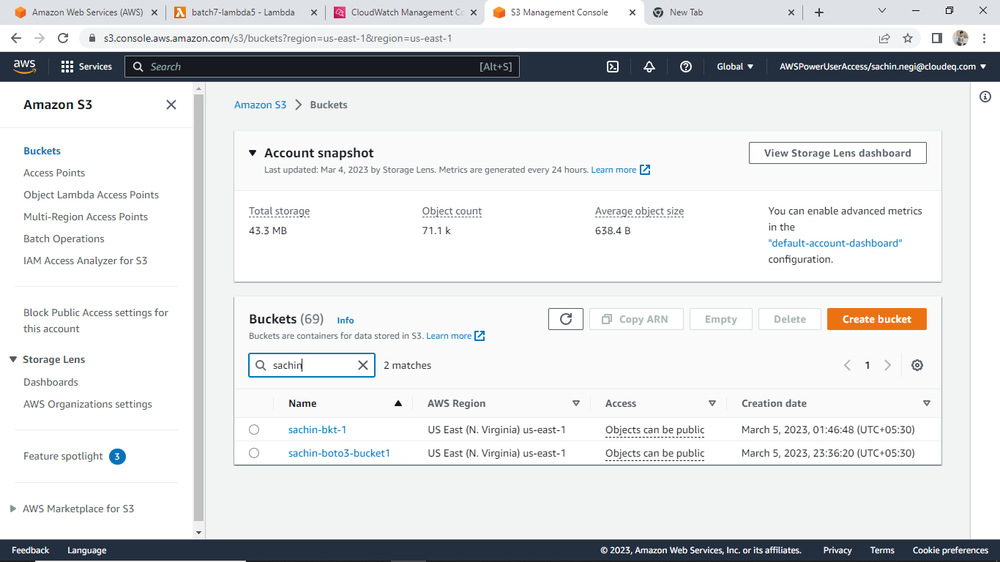 Amazon Web Services (AWS)
batch7-lambda5 - Lambda
CloudWatch Management Co
S3 Management Console
New Tab
s3.console.aws.amazon.com/s3/buckets?region=us-east-1&region=us-east-1
aws
Services
Search
[Alt+S]
Global
AWSPowerUserAccess/sachin.negi@cloudeq.com
Amazon S3
Buckets
Access Points
Object Lambda Access Points
Multi-Region Access Points
Batch Operations
IAM Access Analyzer for S3
Block Public Access settings for
this account
Storage Lens
Dashboards
AWS Organizations settings
Feature spotlight 3
AWS Marketplace for S3
Amazon S3 > Buckets
Account snapshot
Last updated: Mar 4, 2023 by Storage Lens. Metrics are generated every 24 hours. Learn more
View Storage Lens dashboard
Total storage
43.3 MB
Object count
71.1 k
Average object size
638.4 B
You can enable advanced metrics
in the
"default-account-dashboard"
configuration.
Buckets (69) Info
Buckets are containers for data stored in S3. Learn more
Copy ARN
Empty
Delete
Create bucket
sachin
2 matches
1
Name AWS Region Access Creation date
sachin-bkt-1 US East (N. Virginia) us-east-1 Objects can be public March 5, 2023, 01:46:48 (UTC+05:30)
sachin-boto3-bucket1 US East (N. Virginia) us-east-1 Objects can be public March 5, 2023, 23:36:20 (UTC+05:30)
Feedback Language © 2023, Amazon Web Services, Inc. or its affiliates. Privacy Terms Cookie preferences